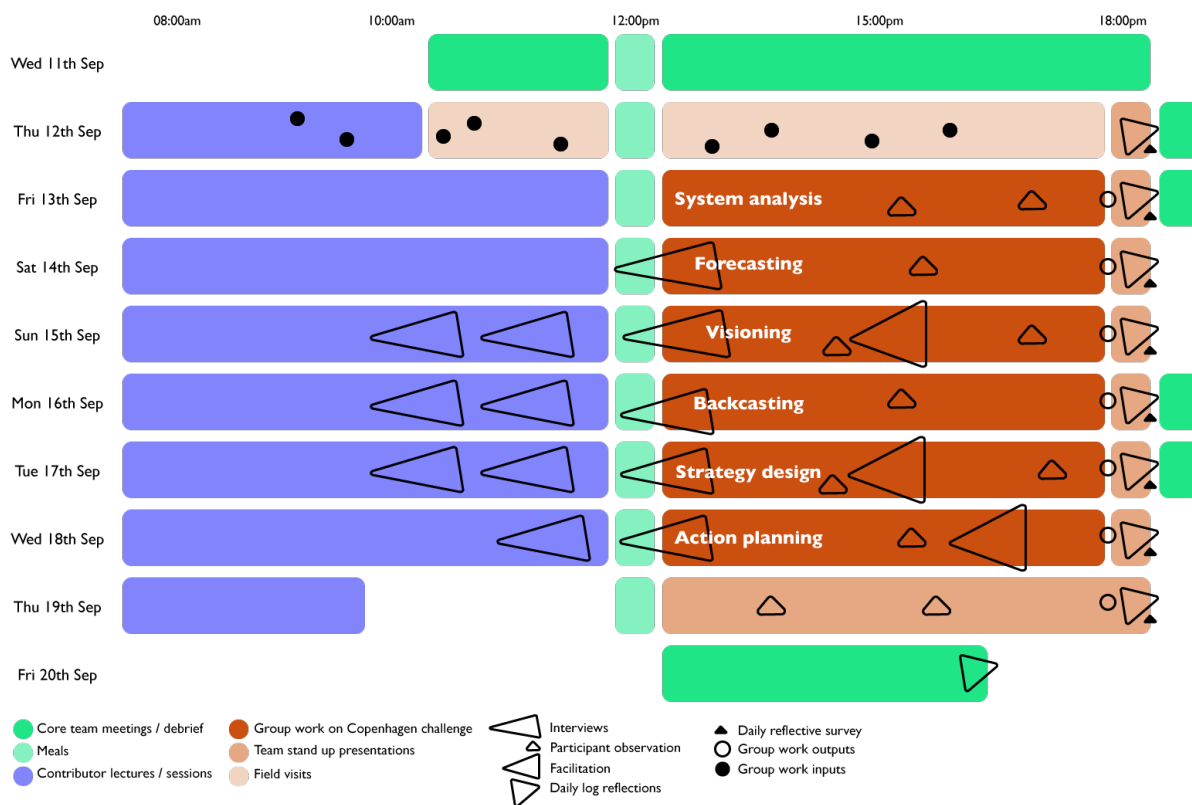 08:00am 10:00am 12:00pm 15:00pm 18:00pm
Wed 11th Sep
Thu 12th Sep
Fri 13th Sep System analysis
Sat 14th Sep Forecasting
Sun 15th Sep Visioning
Mon 16th Sep Backcasting
Tue 17th Sep Strategy design
Wed 18th Sep Action planning
Thu 19th Sep
Fri 20th Sep
Core team meetings / debrief
Meals
Contributor lectures / sessions
Group work on Copenhagen challenge
Team stand up presentations
Field visits
Interviews
Participant observation
Facilitation
Daily log reflections
Daily reflective survey
Group work outputs
Group work inputs